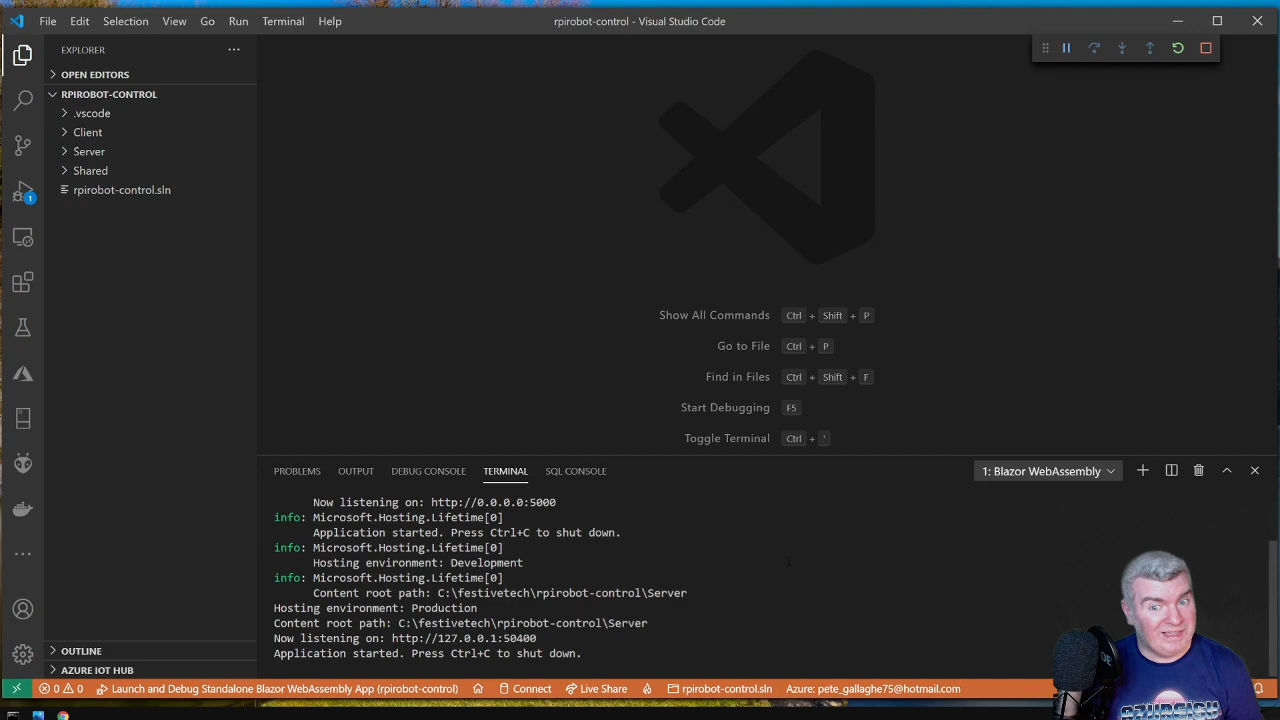 File Edit Selection View Go Run Terminal Help
rpirobot-control - Visual Studio Code
EXPLORER
OPEN EDITORS
RPIROBOT-CONTROL
.vscode
Client
Server
Shared
rpirobot-control.sln
1
Show All Commands Ctrl + Shift + P
Go to File Ctrl + P
Find in Files Ctrl + Shift + F
Start Debugging F5
Toggle Terminal Ctrl + '
PROBLEMS OUTPUT DEBUG CONSOLE TERMINAL SQL CONSOLE
1: Blazor WebAssembly
Now listening on: http://0.0.0.0:5000
info: Microsoft.Hosting.Lifetime[0]
Application started. Press Ctrl+C to shut down.
info: Microsoft.Hosting.Lifetime[0]
Hosting environment: Development
info: Microsoft.Hosting.Lifetime[0]
Content root path: C:\festivetech\rpirobot-control\Server
Hosting environment: Production
Content root path: C:\festivetech\rpirobot-control\Server
Now listening on: http://127.0.0.1:50400
Application started. Press Ctrl+C to shut down.
OUTLINE
AZURE IOT HUB
0 0 Launch and Debug Standalone Blazor WebAssembly App (rpirobot-control) Connect Live Share rpirobot-control.sln Azure: pete_gallaghe75@hotmail.com